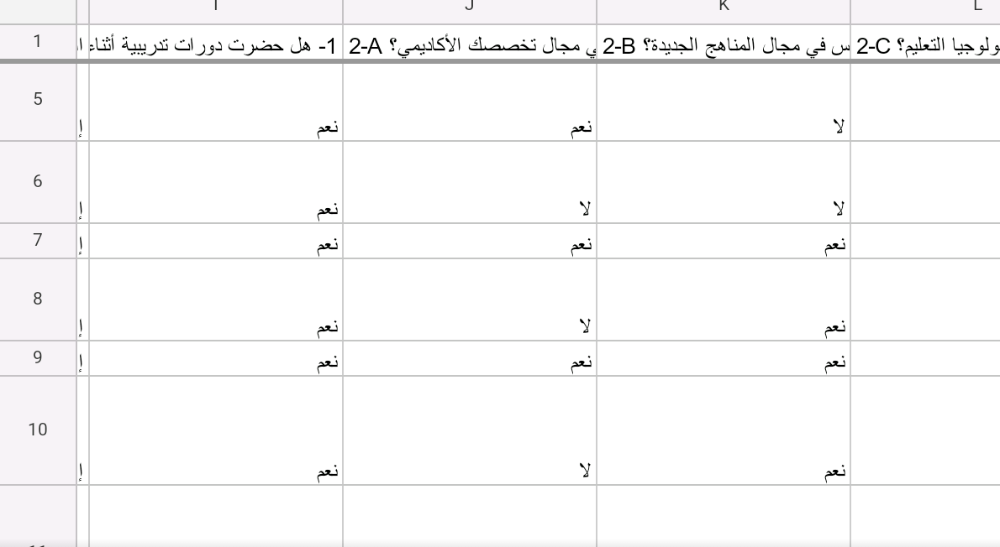 I J K L
1 1- هل حضرت دورات تدريبية أثناء 2-A مجال تخصصك الأكاديمي؟ 2-B في مجال المناهج الجديدة؟ 2-C التعليم؟
5 إ نعم نعم لا
6 إ نعم لا لا
7 إ نعم نعم نعم
8 إ نعم لا نعم
9 إ نعم نعم نعم
10 إ نعم لا نعم